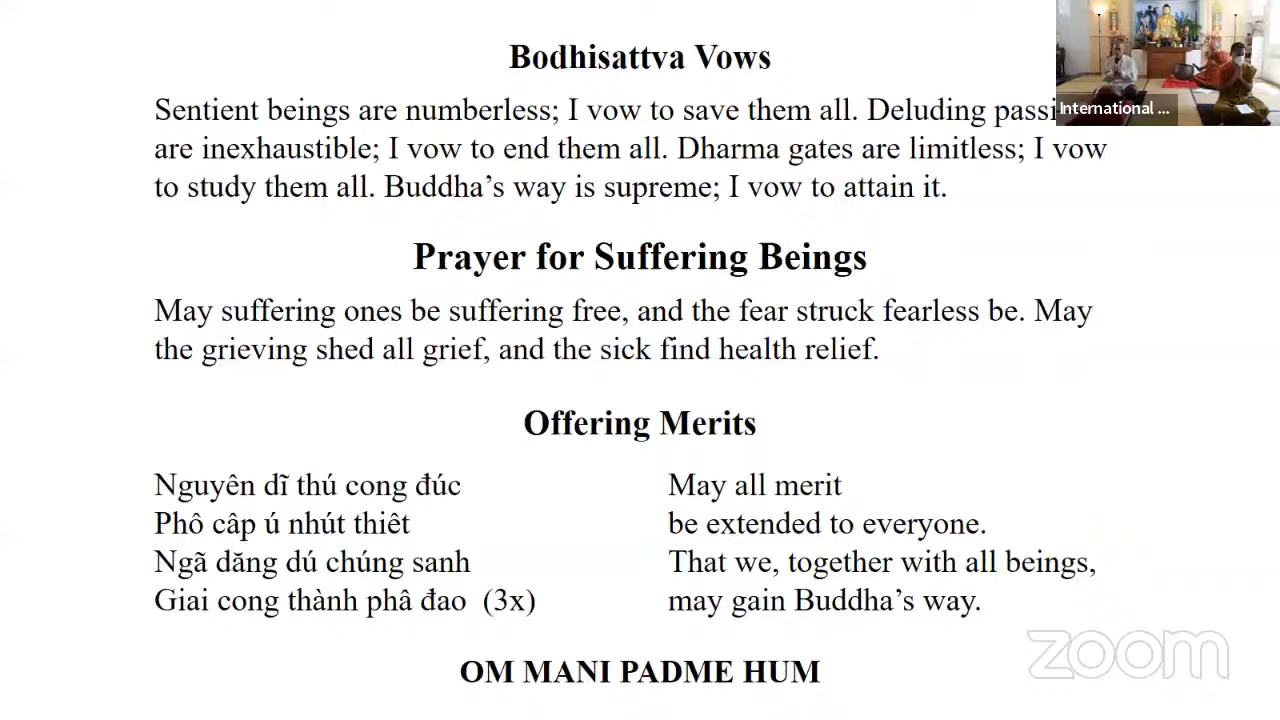 Bodhisattva Vows
Sentient beings are numberless; I vow to save them all. Deluding passi
are inexhaustible; I vow to end them all. Dharma gates are limitless; I vow
to study them all. Buddha’s way is supreme; I vow to attain it.
International ...
Prayer for Suffering Beings
May suffering ones be suffering free, and the fear struck fearless be. May
the grieving shed all grief, and the sick find health relief.
Offering Merits
Nguyên dĩ thú cong đúc
Phô câp ú nhút thiêt
Ngã dăng dú chúng sanh
Giai cong thành phâ đao (3x)
May all merit
be extended to everyone.
That we, together with all beings,
may gain Buddha’s way.
OM MANI PADME HUM
zoom